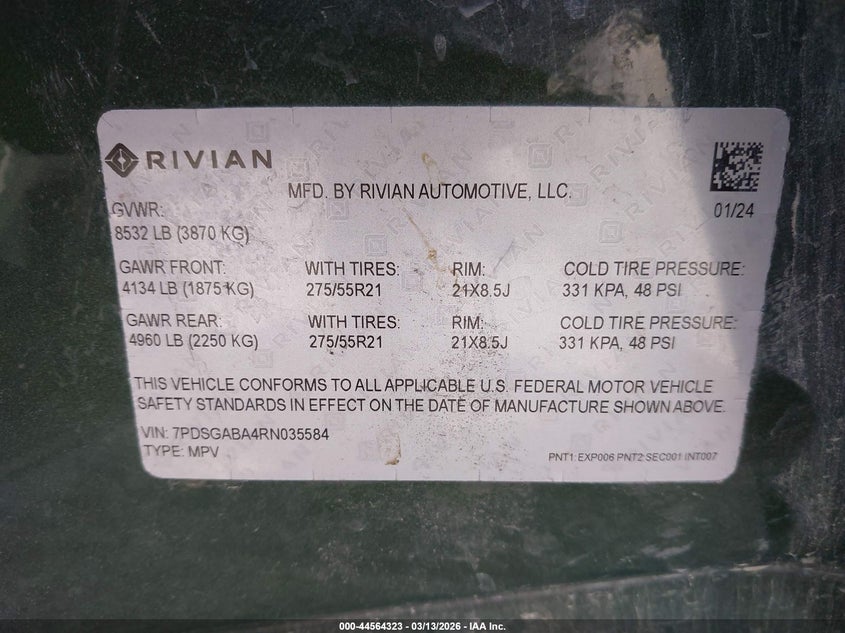 RIVIAN
MFD. BY RIVIAN AUTOMOTIVE, LLC.
01/24
GVWR:
8532 LB (3870 KG)
GAWR FRONT: WITH TIRES: RIM: COLD TIRE PRESSURE:
4134 LB (1875 KG) 275/55R21 21X8.5J 331 KPA, 48 PSI
GAWR REAR: WITH TIRES: RIM: COLD TIRE PRESSURE:
4960 LB (2250 KG) 275/55R21 21X8.5J 331 KPA, 48 PSI
THIS VEHICLE CONFORMS TO ALL APPLICABLE U.S. FEDERAL MOTOR VEHICLE
SAFETY STANDARDS IN EFFECT ON THE DATE OF MANUFACTURE SHOWN ABOVE.
VIN: 7PDSGABA4RN035584
TYPE: MPV
PNT1: EXP006 PNT2: SEC001 INT007
000-44564323 - 03/13/2026 - IAA Inc.